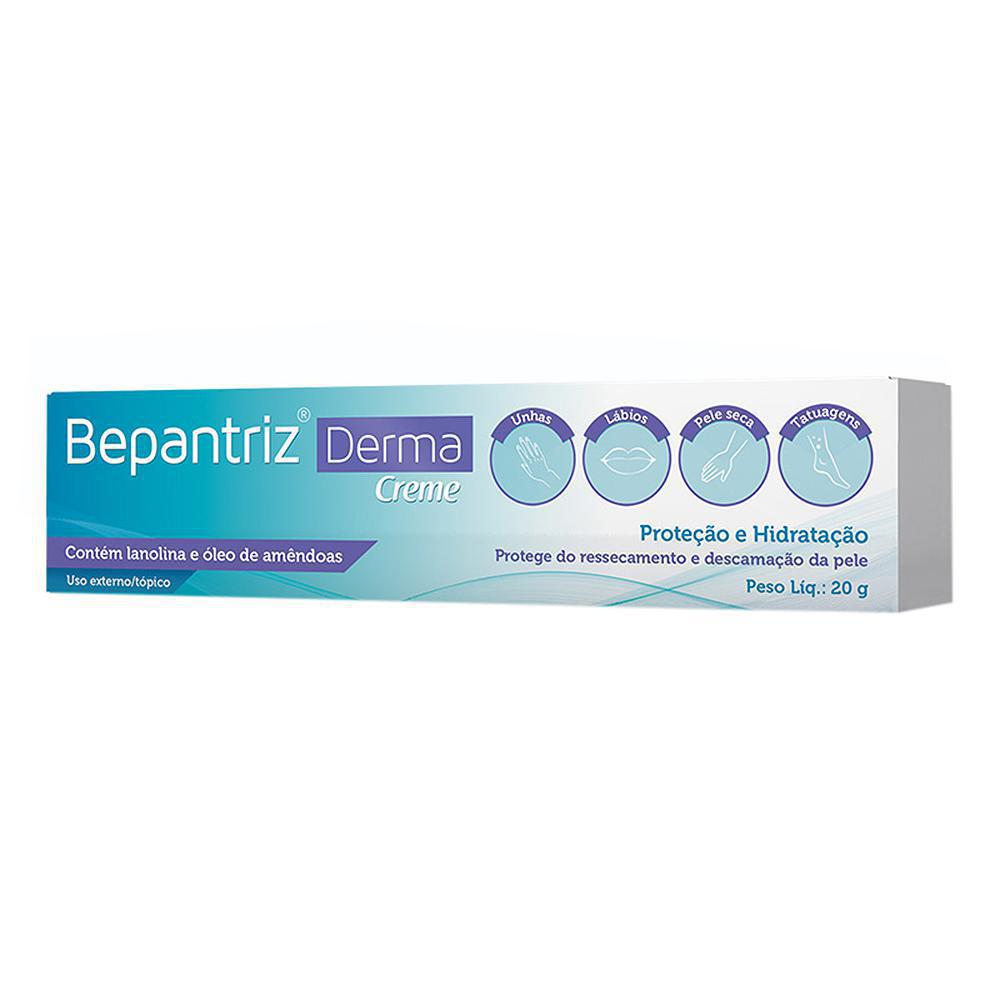 Bepantriz® Derma
Creme
Contém lanolina e óleo de amêndoas
Uso externo/tópico
Unhas
Lábios
Pele seca
Tatuagens
Proteção e Hidratação
Protege do ressecamento e descamação da pele
Peso Líq.: 20 g